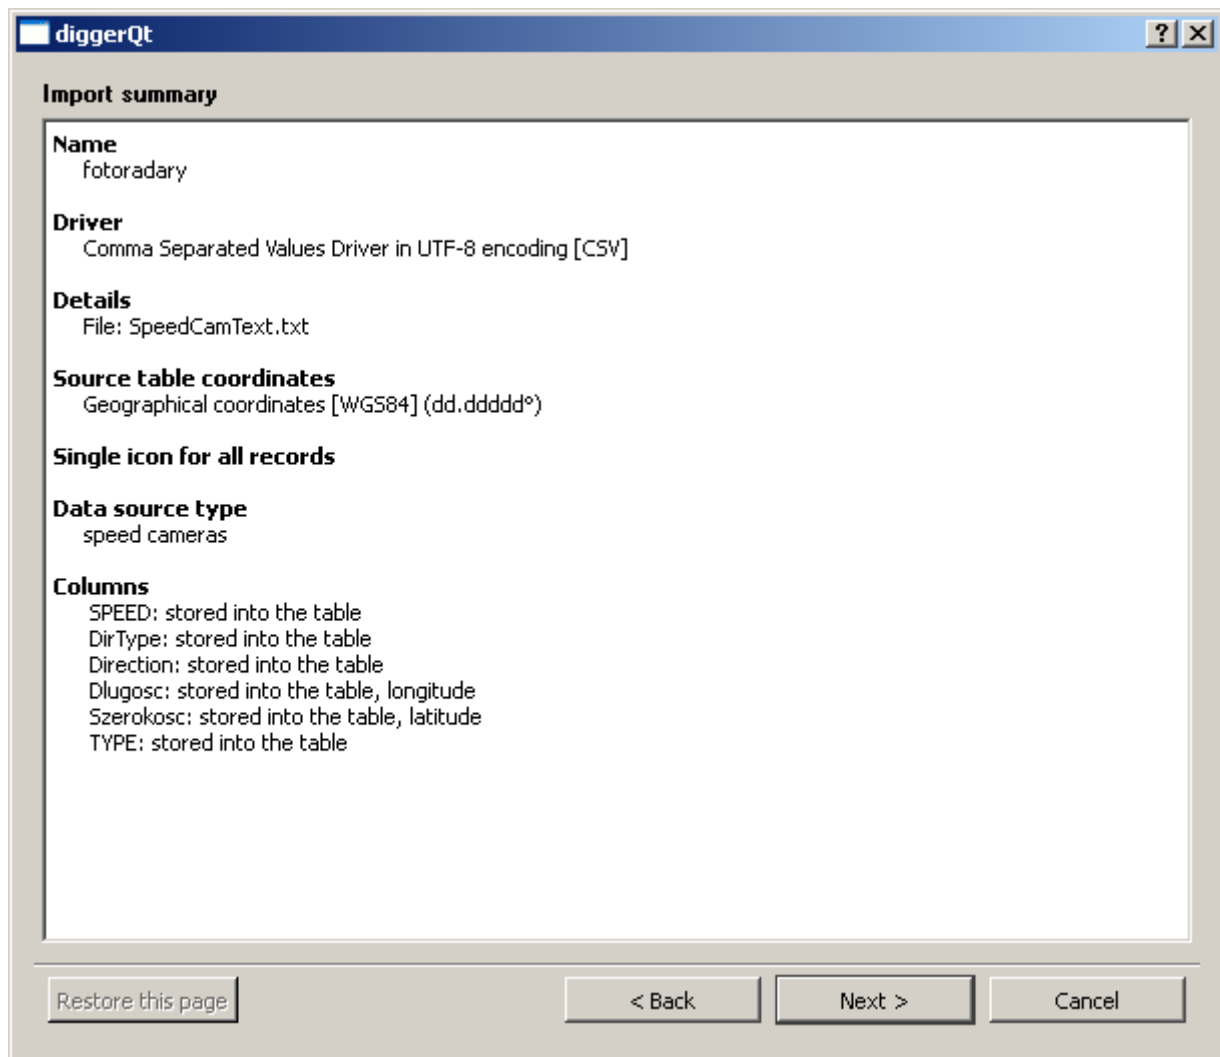 diggerQt
Import summary
Name
fotoradary
Driver
Comma Separated Values Driver in UTF-8 encoding [CSV]
Details
File: SpeedCamText.txt
Source table coordinates
Geographical coordinates [WGS84] (dd.ddddd°)
Single icon for all records
Data source type
speed cameras
Columns
SPEED: stored into the table
DirType: stored into the table
Direction: stored into the table
Dlugosc: stored into the table, longitude
Szerokosc: stored into the table, latitude
TYPE: stored into the table
Restore this page < Back Next > Cancel